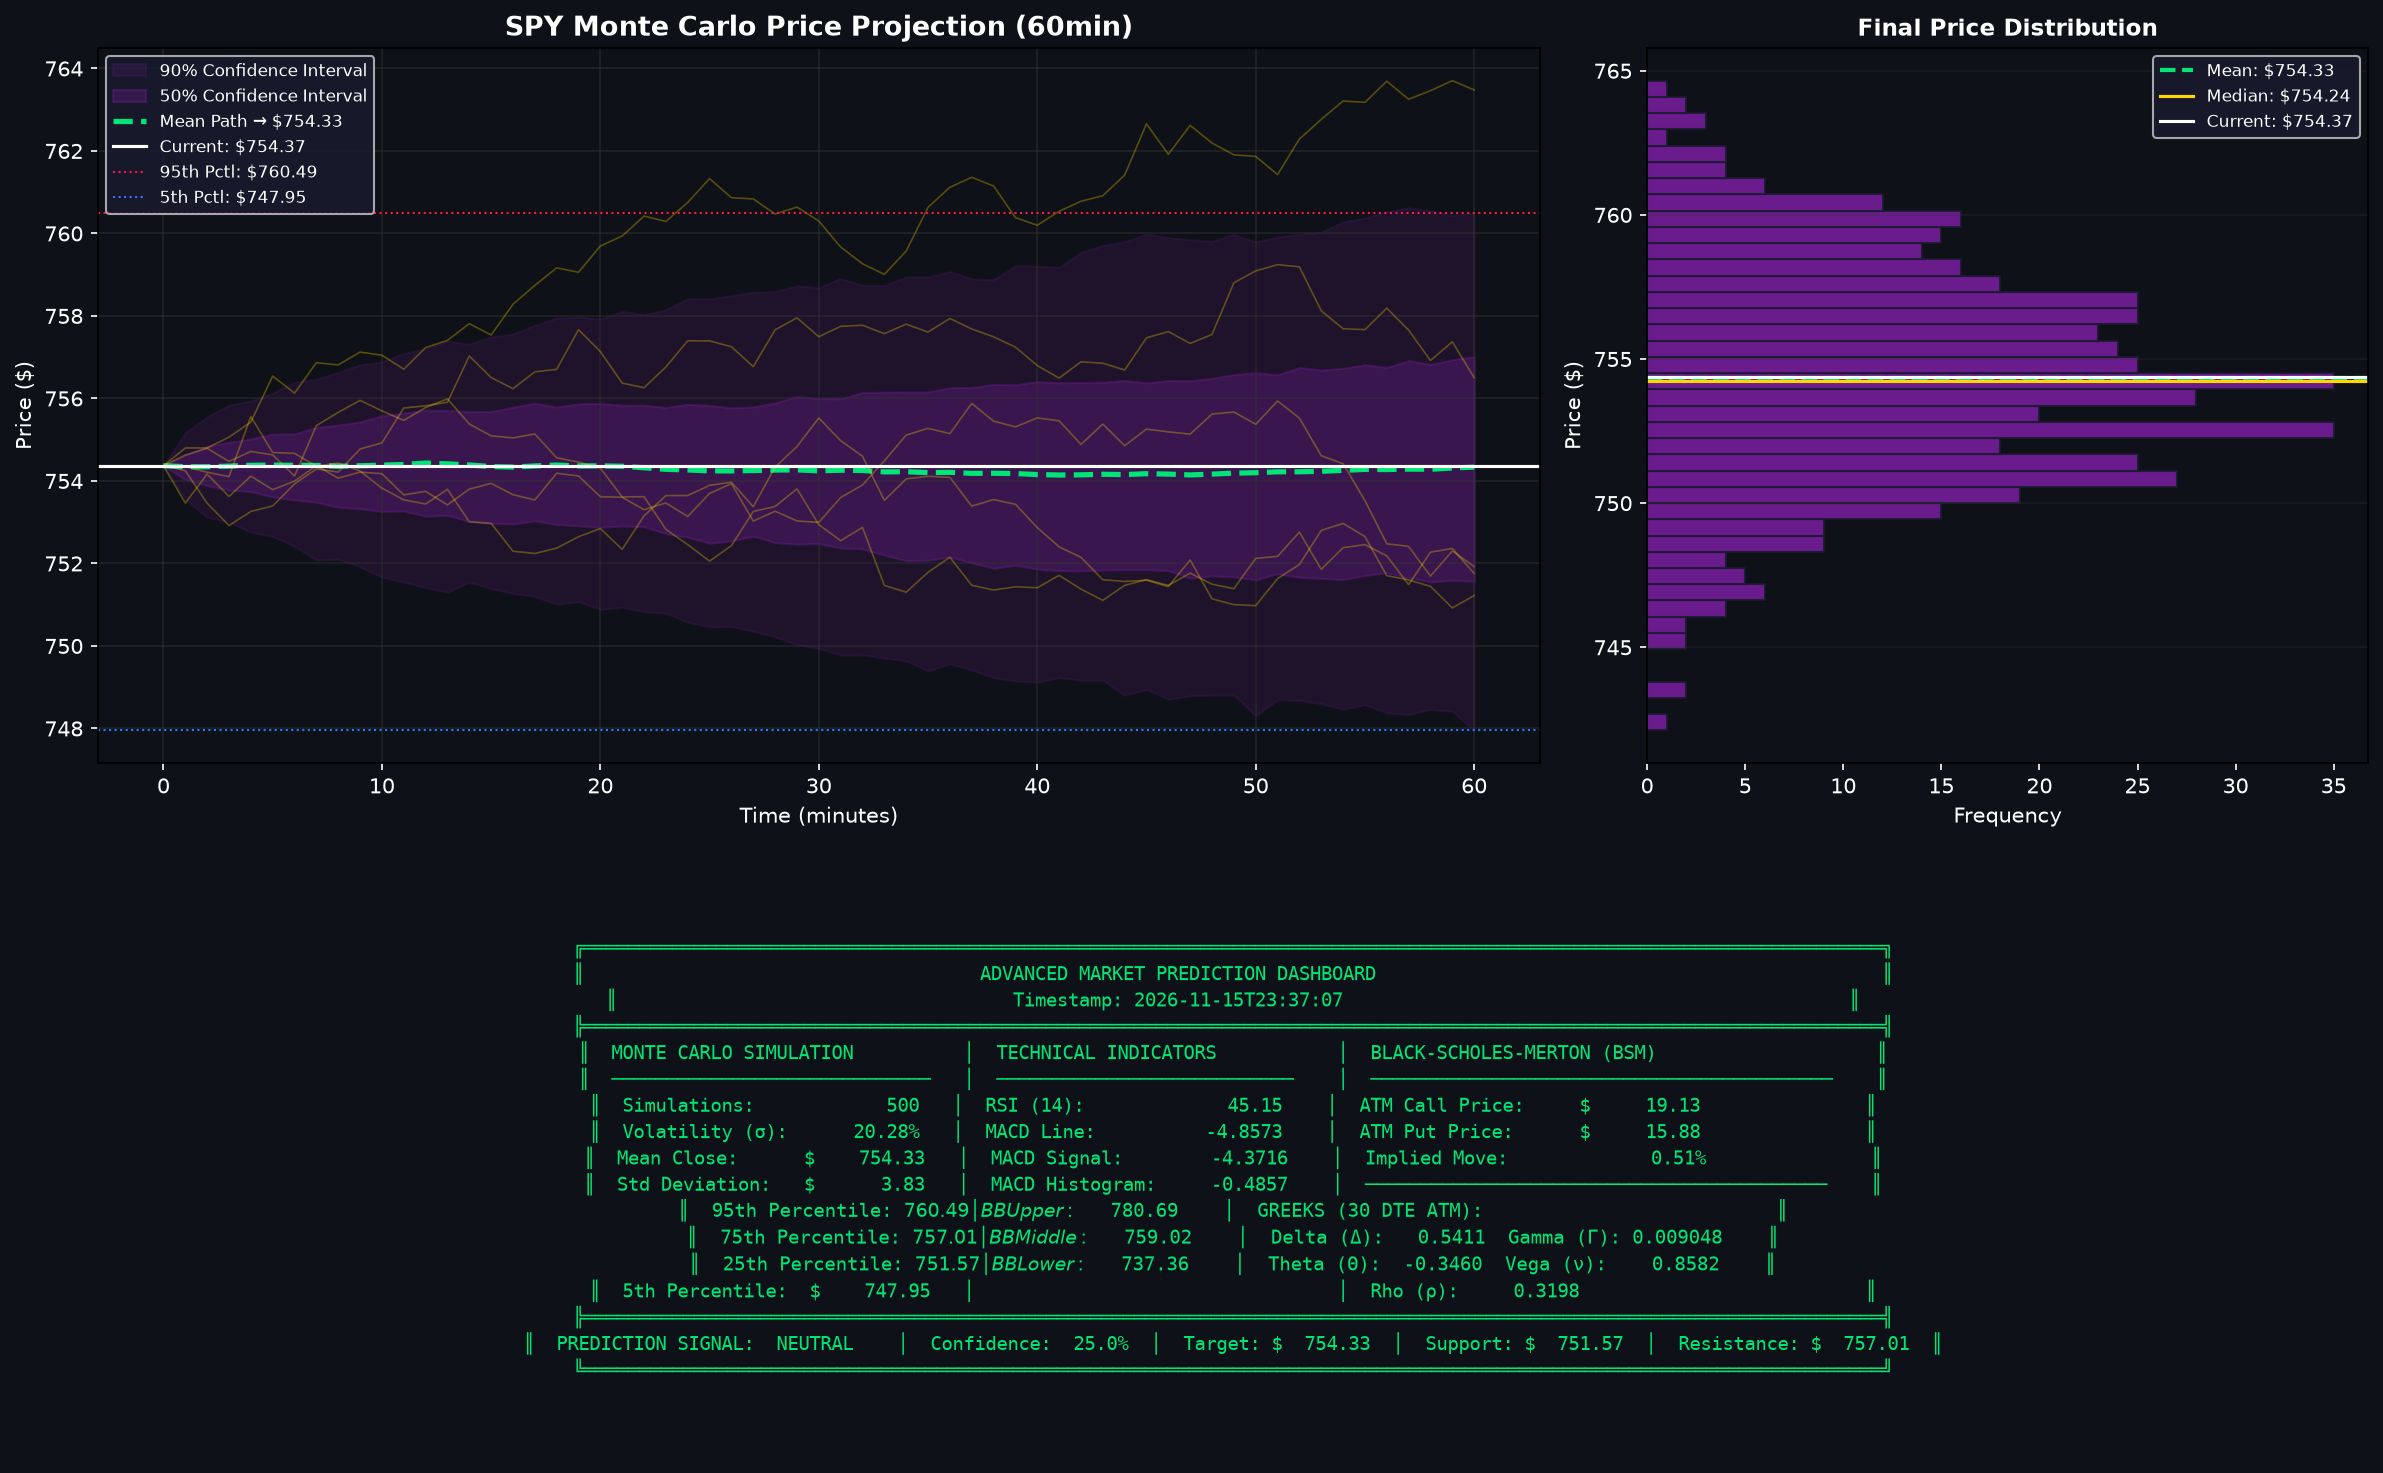 SPY Monte Carlo Price Projection (60min)
90% Confidence Interval
50% Confidence Interval
Mean Path → $754.33
Current: $754.37
95th Pctl: $760.49
5th Pctl: $747.95
Price ($)
764
762
760
758
756
754
752
750
748
0 10 20 30 40 50 60
Time (minutes)
Final Price Distribution
Mean: $754.33
Median: $754.24
Current: $754.37
Price ($)
765
760
755
750
745
0 5 10 15 20 25 30 35
Frequency
ADVANCED MARKET PREDICTION DASHBOARD
Timestamp: 2026-11-15T23:37:07
MONTE CARLO SIMULATION │ TECHNICAL INDICATORS │ BLACK-SCHOLES-MERTON (BSM)
Simulations: 500 │ RSI (14): 45.15 │ ATM Call Price: $ 19.13
Volatility (σ): 20.28% │ MACD Line: -4.8573 │ ATM Put Price: $ 15.88
Mean Close: $ 754.33 │ MACD Signal: -4.3716 │ Implied Move: 0.51%
Std Deviation: $ 3.83 │ MACD Histogram: -0.4857 │
95th Percentile: 760.49│BBUpper: 780.69 │ GREEKS (30 DTE ATM):
75th Percentile: 757.01│BBMiddle: 759.02 │ Delta (Δ): 0.5411 Gamma (Γ): 0.009048
25th Percentile: 751.57│BBLower: 737.36 │ Theta (Θ): -0.3460 Vega (ν): 0.8582
5th Percentile: $ 747.95 │ │ Rho (ρ): 0.3198
PREDICTION SIGNAL: NEUTRAL │ Confidence: 25.0% │ Target: $ 754.33 │ Support: $ 751.57 │ Resistance: $ 757.01